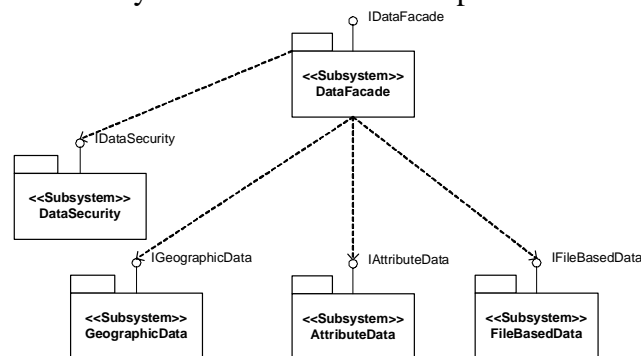 IDataFacade
<<Subsystem>>
DataFacade
IDataSecurity
<<Subsystem>>
DataSecurity
IGeographicData
IAttributeData
IFileBasedData
<<Subsystem>>
GeographicData
<<Subsystem>>
AttributeData
<<Subsystem>>
FileBasedData